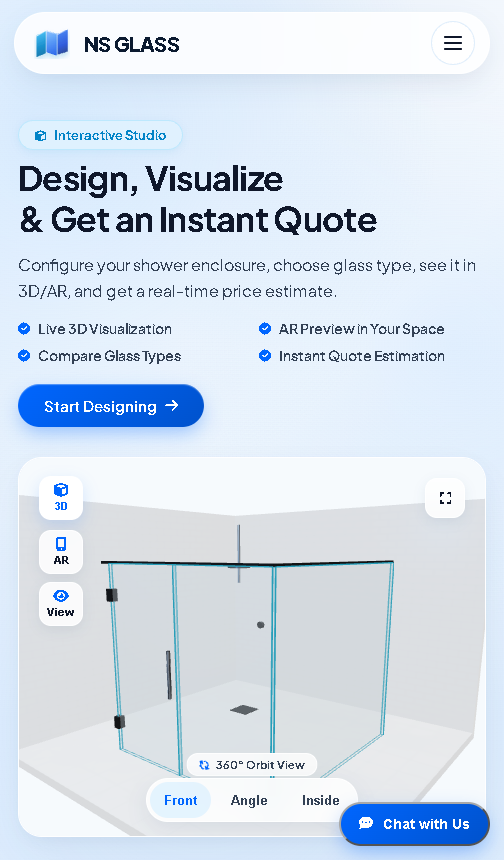 NS GLASS
Interactive Studio
Design, Visualize
& Get an Instant Quote
Configure your shower enclosure, choose glass type, see it in
3D/AR, and get a real-time price estimate.
Live 3D Visualization
AR Preview in Your Space
Compare Glass Types
Instant Quote Estimation
Start Designing
3D
AR
View
360° Orbit View
Front
Angle
Inside
Chat with Us